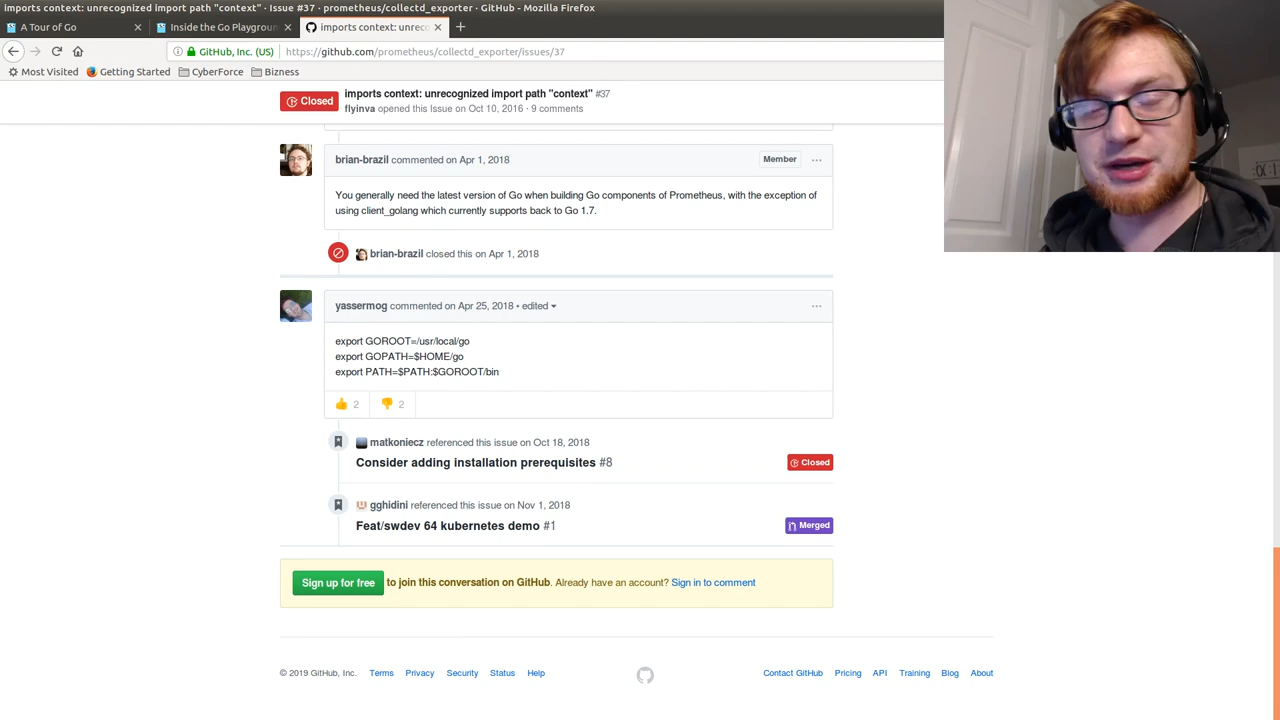 imports context: unrecognized import path "context" · Issue #37 · prometheus/collectd_exporter · GitHub - Mozilla Firefox
A Tour of Go
Inside the Go Playgroun
imports context: unreco
GitHub, Inc. (US)
https://github.com/prometheus/collectd_exporter/issues/37
Most Visited
Getting Started
CyberForce
Bizness
Closed
imports context: unrecognized import path "context" #37
flyinva opened this Issue on Oct 10, 2016 · 9 comments
brian-brazil commented on Apr 1, 2018
Member
You generally need the latest version of Go when building Go components of Prometheus, with the exception of
using client_golang which currently supports back to Go 1.7.
brian-brazil closed this on Apr 1, 2018
yassermog commented on Apr 25, 2018 • edited
export GOROOT=/usr/local/go
export GOPATH=$HOME/go
export PATH=$PATH:$GOROOT/bin
2
2
matkoniecz referenced this issue on Oct 18, 2018
Consider adding installation prerequisites #8
Closed
gghidini referenced this issue on Nov 1, 2018
Feat/swdev 64 kubernetes demo #1
Merged
Sign up for free to join this conversation on GitHub. Already have an account? Sign in to comment
© 2019 GitHub, Inc.
Terms
Privacy
Security
Status
Help
Contact GitHub
Pricing
API
Training
Blog
About